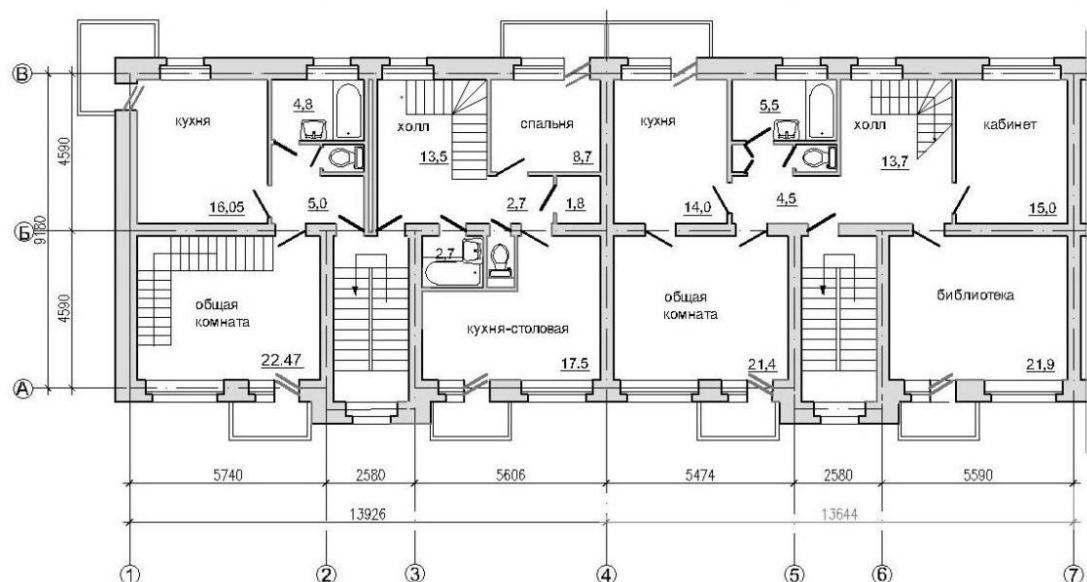 В
кухня
4,8
холл
13,5
спальня
8,7
кухня
5,5
холл
13,7
кабинет
4590
16,05
5,0
2,7
1,8
14,0
4,5
15,0
Б
9180
2,7
4590
общая
комната
22.47
кухня-столовая
17.5
общая
комната
21,4
библиотека
21,9
А
5740
2580
5606
5474
2580
5590
13926
13644
1
2
3
4
5
6
7